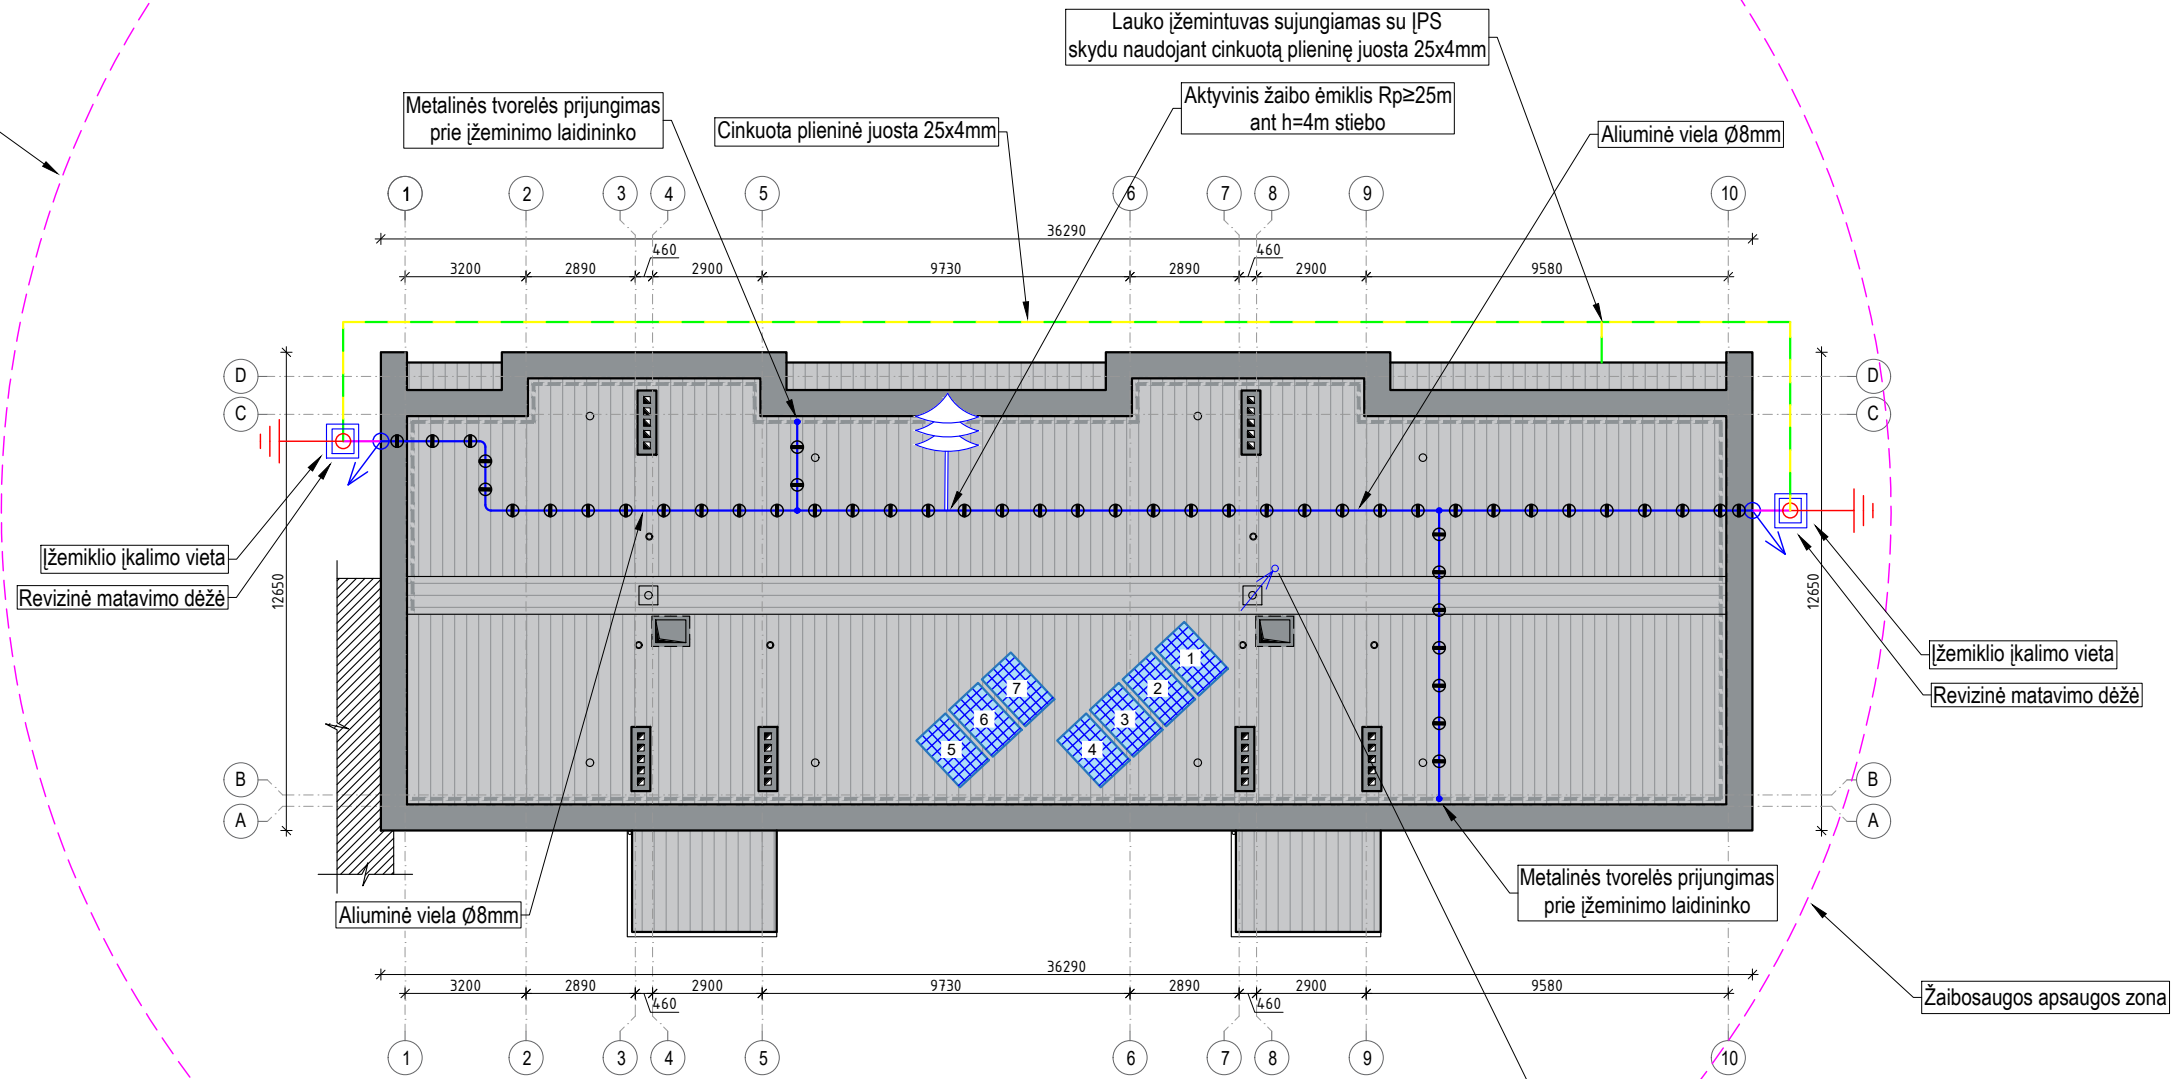 Lauko įžemintuvas sujungiamas su ĮPS
skydu naudojant cinkuotą plieninę juosta 25x4mm
Metalinės tvorelės prijungimas
prie įžeminimo laidininko
Cinkuota plieninė juosta 25x4mm
Aktyvinis žaibo ėmiklis Rp≥25m
ant h=4m stiebo
Aliuminė viela Ø8mm
1 2 3 4 5 6 7 8 9 10
36290
460 460
3200 2890 2900 9730 2890 2900 9580
D D
C C
Įžemiklio įkalimo vieta
Revizinė matavimo dėžė
12650 12650
Įžemiklio įkalimo vieta
Revizinė matavimo dėžė
1
2
3
4
7
6
5
B B
A A
Aliuminė viela Ø8mm
Metalinės tvorelės prijungimas
prie įžeminimo laidininko
36290
3200 2890 2900 9730 2890 2900 9580
460 460
Žaibosaugos apsaugos zona
1 2 3 4 5 6 7 8 9 10